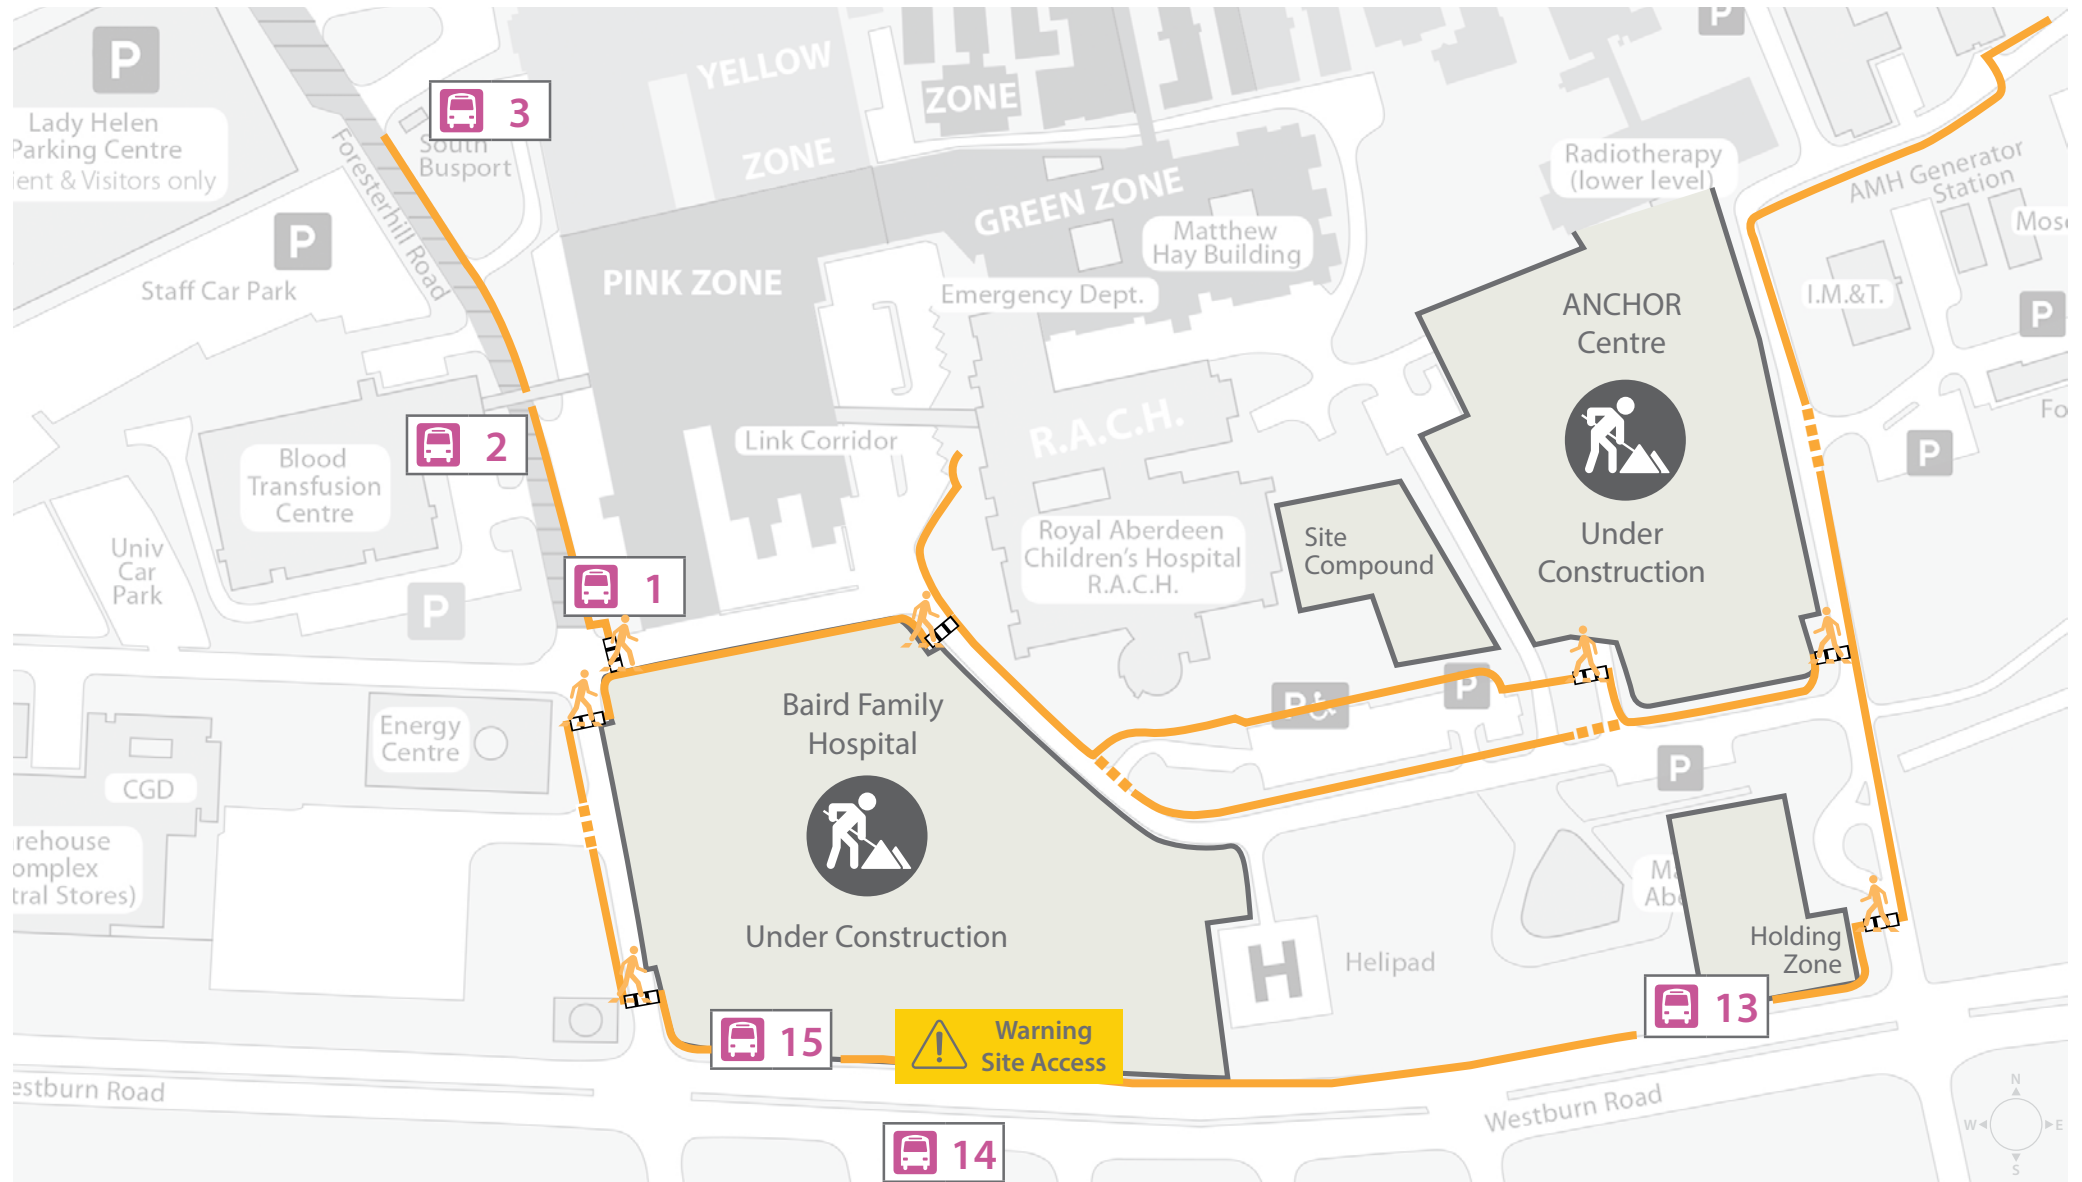 P
Lady Helen
Parking Centre
ient & Visitors only
P
Staff Car Park
Foresterhill Road
3
South
Busport
YELLOW
ZONE
ZONE
GREEN ZONE
PINK ZONE
Matthew
Hay Building
Emergency Dept.
P
Radiotherapy
(lower level)
AMH Generator
Station
I.M.&T.
P
P
2
Blood
Transfusion
Centre
Univ
Car
Park
P
1
Link Corridor
R.A.C.H.
Royal Aberdeen
Children's Hospital
R.A.C.H.
Site
Compound
ANCHOR
Centre
Under
Construction
P
P
P
Energy
Centre
CGD
arehouse
omplex
tral Stores)
Baird Family
Hospital
Under Construction
H
Helipad
Holding
Zone
13
15
Warning
Site Access
14
estburn Road
Westburn Road
N
W
E
S